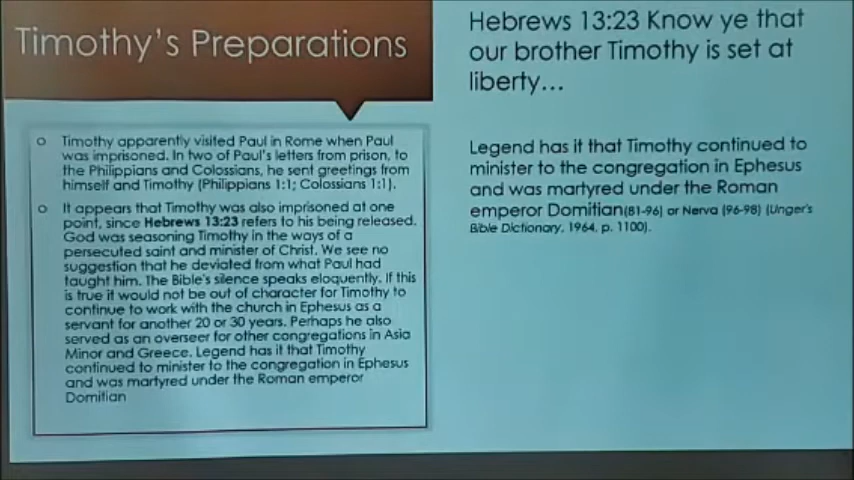 Timothy's Preparations
Timothy apparently visited Paul in Rome when Paul
was imprisoned. In two of Paul's letters from prison, to
the Philippians and Colossians, he sent greetings from
himself and Timothy (Philippians 1:1; Colossians 1:1).
It appears that Timothy was also imprisoned at one
point, since Hebrews 13:23 refers to his being released.
God was seasoning Timothy in the ways of a
persecuted saint and minister of Christ. We see no
suggestion that he deviated from what Paul had
taught him. The Bible's silence speaks eloquently. If this
is true it would not be out of character for Timothy to
continue to work with the church in Ephesus as a
servant for another 20 or 30 years. Perhaps he also
served as an overseer for other congregations in Asia
Minor and Greece. Legend has it that Timothy
continued to minister to the congregation in Ephesus
and was martyred under the Roman emperor
Domitian
Hebrews 13:23 Know ye that
our brother Timothy is set at
liberty...
Legend has it that Timothy continued to
minister to the congregation in Ephesus
and was martyred under the Roman
emperor Domitian(81-96) or Nerva (96-98) (Unger's
Bible Dictionary, 1964, p. 1100).